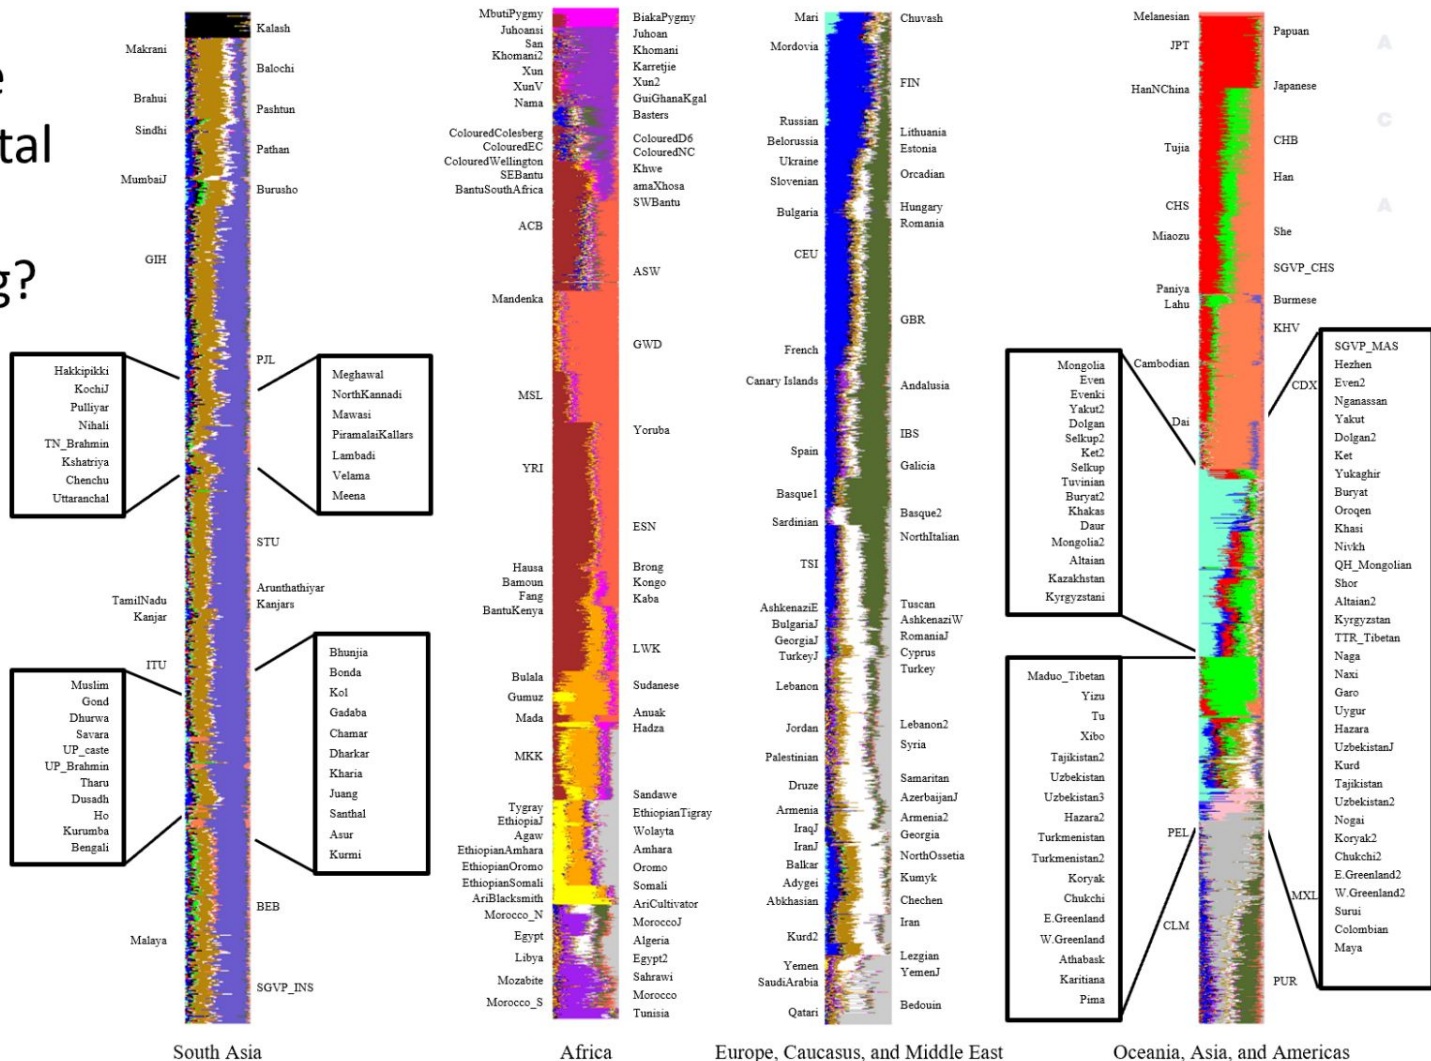 e
tal
g?
Kalash
Makrani
Balochi
Brahui
Pashtun
Sindhi
Pathan
MumbaiJ
Burusho
GIH
PJL
Hakkipikki
KochiJ
Pulliyar
Nihali
TN_Brahmin
Kshatriya
Chenchu
Uttaranchal
Meghawal
NorthKannadi
Mawasi
PiramalaiKallars
Lambadi
Velama
Meena
STU
Arunthathiyar
TamilNadu
Kanjars
Kanjar
ITU
Muslim
Gond
Dhurwa
Savara
UP_caste
UP_Brahmin
Tharu
Dusadh
Ho
Kurumba
Bengali
Bhunjia
Bonda
Kol
Gadaba
Chamar
Dharkar
Kharia
Juang
Santhal
Asur
Kurmi
BEB
Malaya
SGVP_INS
South Asia
MbutiPygmy
Juhoansi
San
Khomani2
Xun
XunV
Nama
ColouredColesberg
ColouredEC
ColouredWellington
SEBantu
BantuSouthAfrica
ACB
Mandenka
MSL
YRI
Hausa
Bamoun
Fang
BantuKenya
Bulala
Gumuz
Mada
MKK
Tygray
EthiopiaJ
Agaw
EthiopianAmhara
EthiopianOromo
EthiopianSomali
AriBlacksmith
Morocco_N
Egypt
Libya
Mozabite
Morocco_S
BiakaPygmy
Juhoan
Khomani
Karretjie
Xun2
GuiGhanaKgal
Basters
ColouredD6
ColouredNC
Khwe
amaXhosa
SWBantu
ASW
GWD
Yoruba
ESN
Brong
Kongo
Kaba
LWK
Sudanese
Anuak
Hadza
Sandawe
EthiopianTigray
Wolayta
Amhara
Oromo
Somali
AriCultivator
MoroccoJ
Algeria
Egypt2
Sahrawi
Morocco
Tunisia
Africa
Mari
Mordovia
Russian
Belorussia
Ukraine
Slovenian
Bulgaria
CEU
French
Canary Islands
Spain
Basque1
Sardinian
TSI
AshkenaziE
BulgariaJ
GeorgiaJ
TurkeyJ
Lebanon
Jordan
Palestinian
Druze
Armenia
IraqJ
IranJ
Balkar
Adygei
Abkhasian
Kurd2
Yemen
SaudiArabia
Qatari
Chuvash
FIN
Lithuania
Estonia
Orcadian
Hungary
Romania
GBR
Andalusia
IBS
Galicia
Basque2
NorthItalian
Tuscan
AshkenaziW
RomaniaJ
Cyprus
Turkey
Lebanon2
Syria
Samaritan
AzerbaijanJ
Armenia2
Georgia
NorthOssetia
Kumyk
Chechen
Iran
Lezgian
YemenJ
Bedouin
Europe, Caucasus, and Middle East
Melanesian
JPT
HanNChina
Tujia
CHS
Miaozu
Paniya
Lahu
Cambodian
Dai
PEL
CLM
Papuan
Japanese
CHB
Han
She
SGVP_CHS
Burmese
KHV
CDX
MXL
PUR
A
C
A
Mongolia
Even
Evenki
Yakut2
Dolgan
Selkup2
Ket2
Selkup
Tuvinian
Buryat2
Khakas
Daur
Mongolia2
Altaian
Kazakhstan
Kyrgyzstani
Maduo_Tibetan
Yizu
Tu
Xibo
Tajikistan2
Uzbekistan
Uzbekistan3
Hazara2
Turkmenistan
Turkmenistan2
Koryak
Chukchi
E.Greenland
W.Greenland
Athabask
Karitiana
Pima
SGVP_MAS
Hezhen
Even2
Nganassan
Yakut
Dolgan2
Ket
Yukaghir
Buryat
Oroqen
Khasi
Nivkh
QH_Mongolian
Shor
Altaian2
Kyrgyzstan
TTR_Tibetan
Naga
Naxi
Garo
Uygur
Hazara
UzbekistanJ
Kurd
Tajikistan
Uzbekistan2
Nogai
Koryak2
Chukchi2
E.Greenland2
W.Greenland2
Surui
Colombian
Maya
Oceania, Asia, and Americas